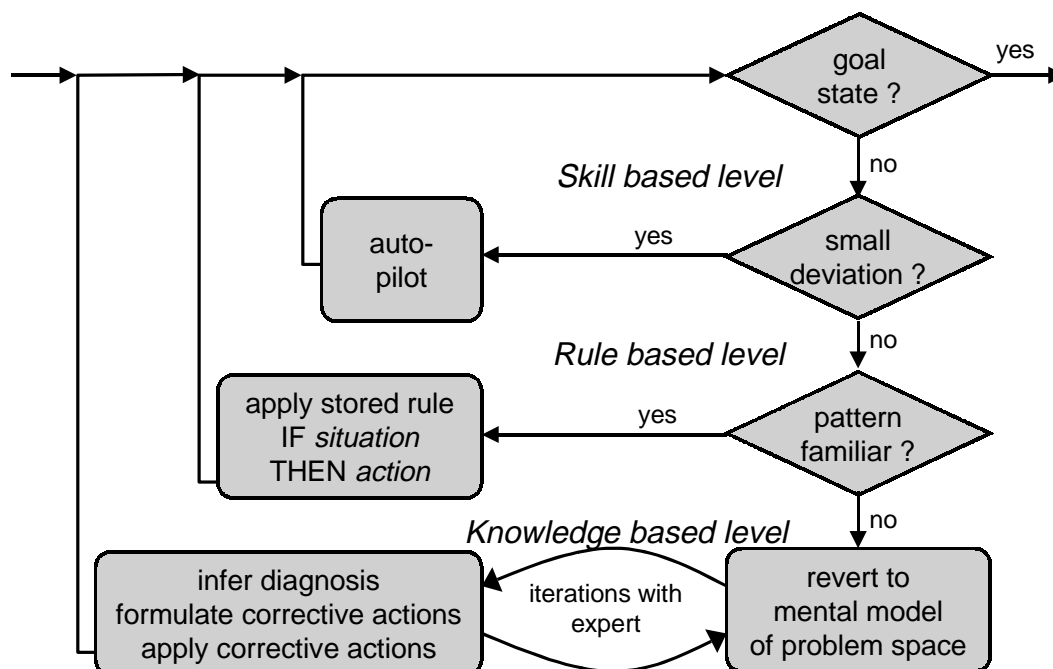 goal
state ?
yes
no
Skill based level
auto-
pilot
yes
small
deviation ?
no
Rule based level
apply stored rule
IF situation
THEN action
yes
pattern
familiar ?
no
Knowledge based level
infer diagnosis
formulate corrective actions
apply corrective actions
iterations with
expert
revert to
mental model
of problem space